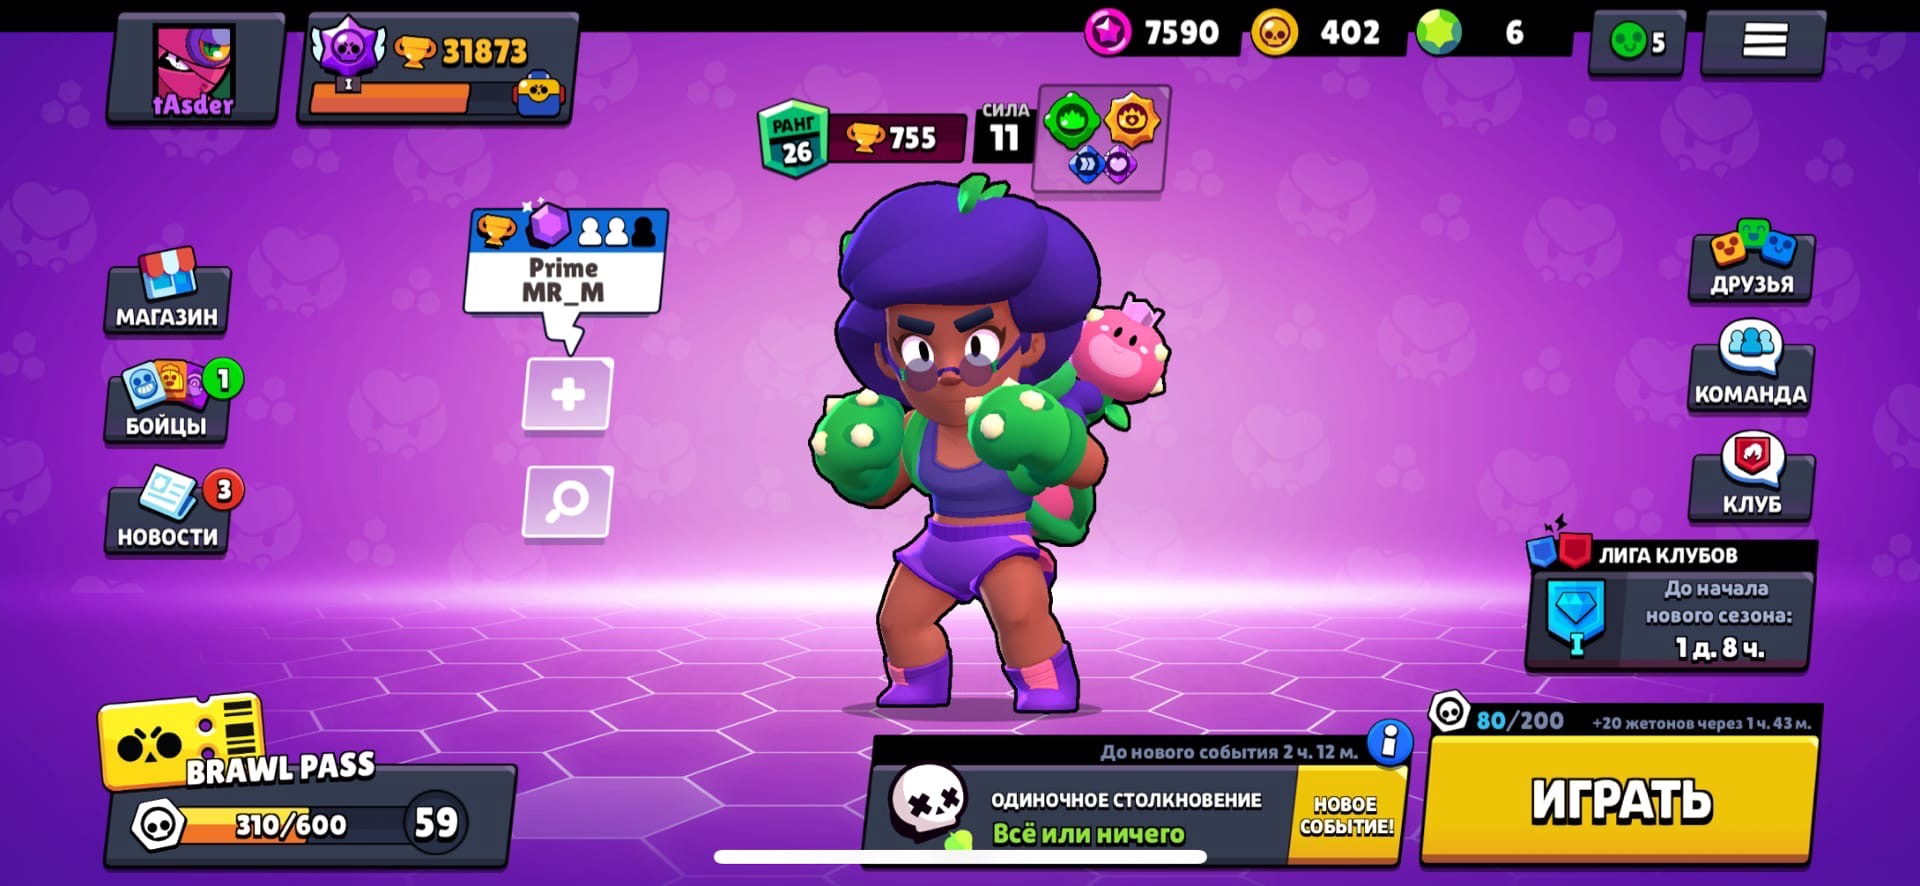 tAsder
I
31873
7590
402
6
5
РАНГ
26
755
СИЛА
11
Prime
MR_M
МАГАЗИН
1
БОЙЦЫ
3
НОВОСТИ
ДРУЗЬЯ
КОМАНДА
КЛУБ
ЛИГА КЛУБОВ
До начала
нового сезона:
1 д. 8 ч.
I
BRAWL PASS
310/600
59
До нового события 2 ч. 12 м.
i
ОДИНОЧНОЕ СТОЛКНОВЕНИЕ
Всё или ничего
НОВОЕ
СОБЫТИЕ!
80/200
+20 жетонов через 1 ч. 43 м.
ИГРАТЬ